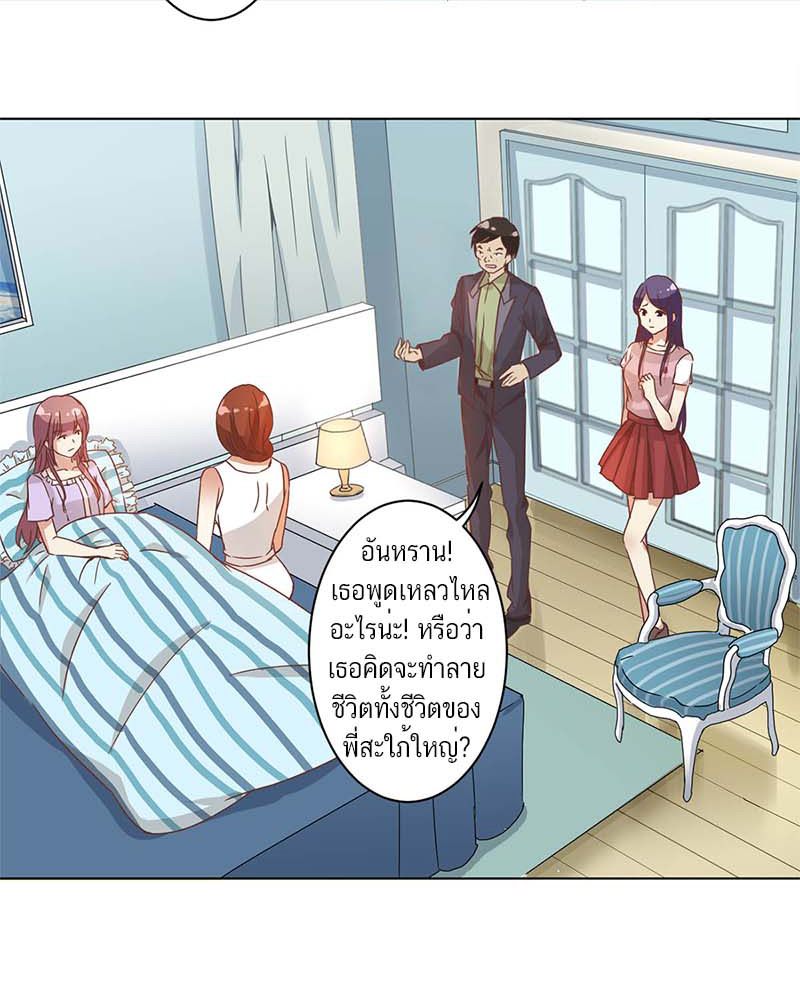 อันหราน!
เธอพูดเหลวไหล
อะไรน่ะ! หรือว่า
เธอคิดจะทำลาย
ชีวิตทั้งชีวิตของ
พี่สะใภ้ใหญ่?